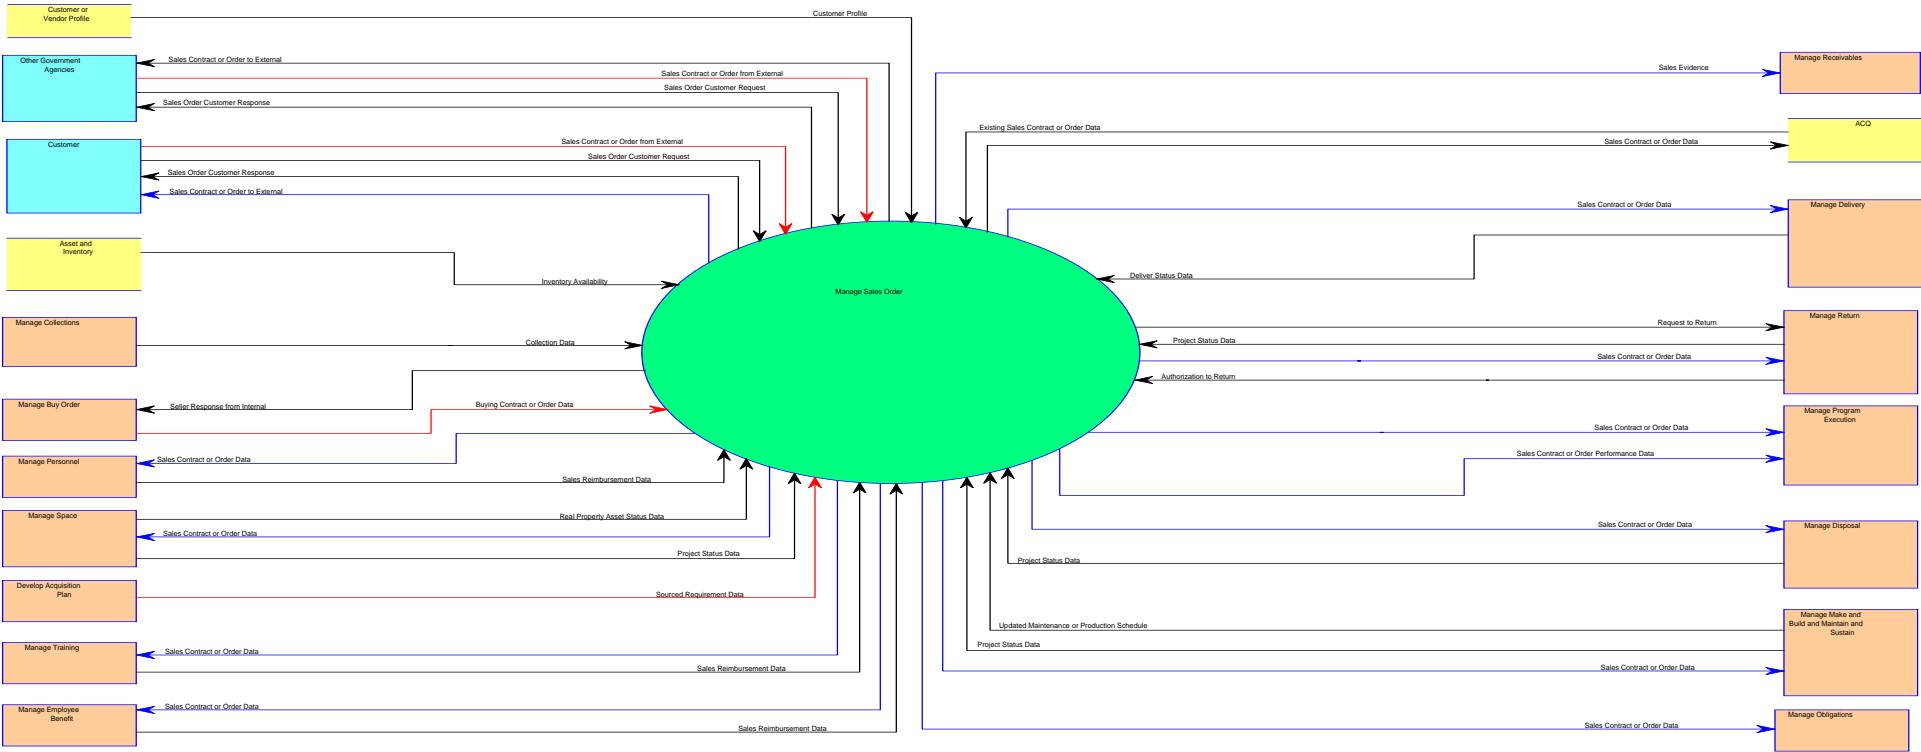 Customer or
Vendor Profile
Customer Profile
Other Government
Agencies
Sales Contract or Order to External
Sales Contract or Order from External
Sales Order Customer Request
Sales Order Customer Response
Customer
Sales Contract or Order from External
Sales Order Customer Request
Sales Order Customer Response
Sales Contract or Order to External
Asset and
Inventory
Inventory Availability
Manage Collections
Collection Data
Manage Buy Order
Seller Response from Internal
Buying Contract or Order Data
Manage Personnel
Sales Contract or Order Data
Sales Reimbursement Data
Manage Space
Real Property Asset Status Data
Sales Contract or Order Data
Project Status Data
Develop Acquisition
Plan
Sourced Requirement Data
Manage Training
Sales Contract or Order Data
Sales Reimbursement Data
Manage Employee
Benefit
Sales Contract or Order Data
Sales Reimbursement Data
Manage Sales Order
Sales Evidence
Manage Receivables
Existing Sales Contract or Order Data
ACQ
Sales Contract or Order Data
Sales Contract or Order Data
Manage Delivery
Deliver Status Data
Request to Return
Manage Return
Project Status Data
Sales Contract or Order Data
Authorization to Return
Manage Program
Execution
Sales Contract or Order Data
Sales Contract or Order Performance Data
Sales Contract or Order Data
Manage Disposal
Project Status Data
Manage Make and
Build and Maintain and
Sustain
Updated Maintenance or Production Schedule
Project Status Data
Sales Contract or Order Data
Manage Obligations
Sales Contract or Order Data